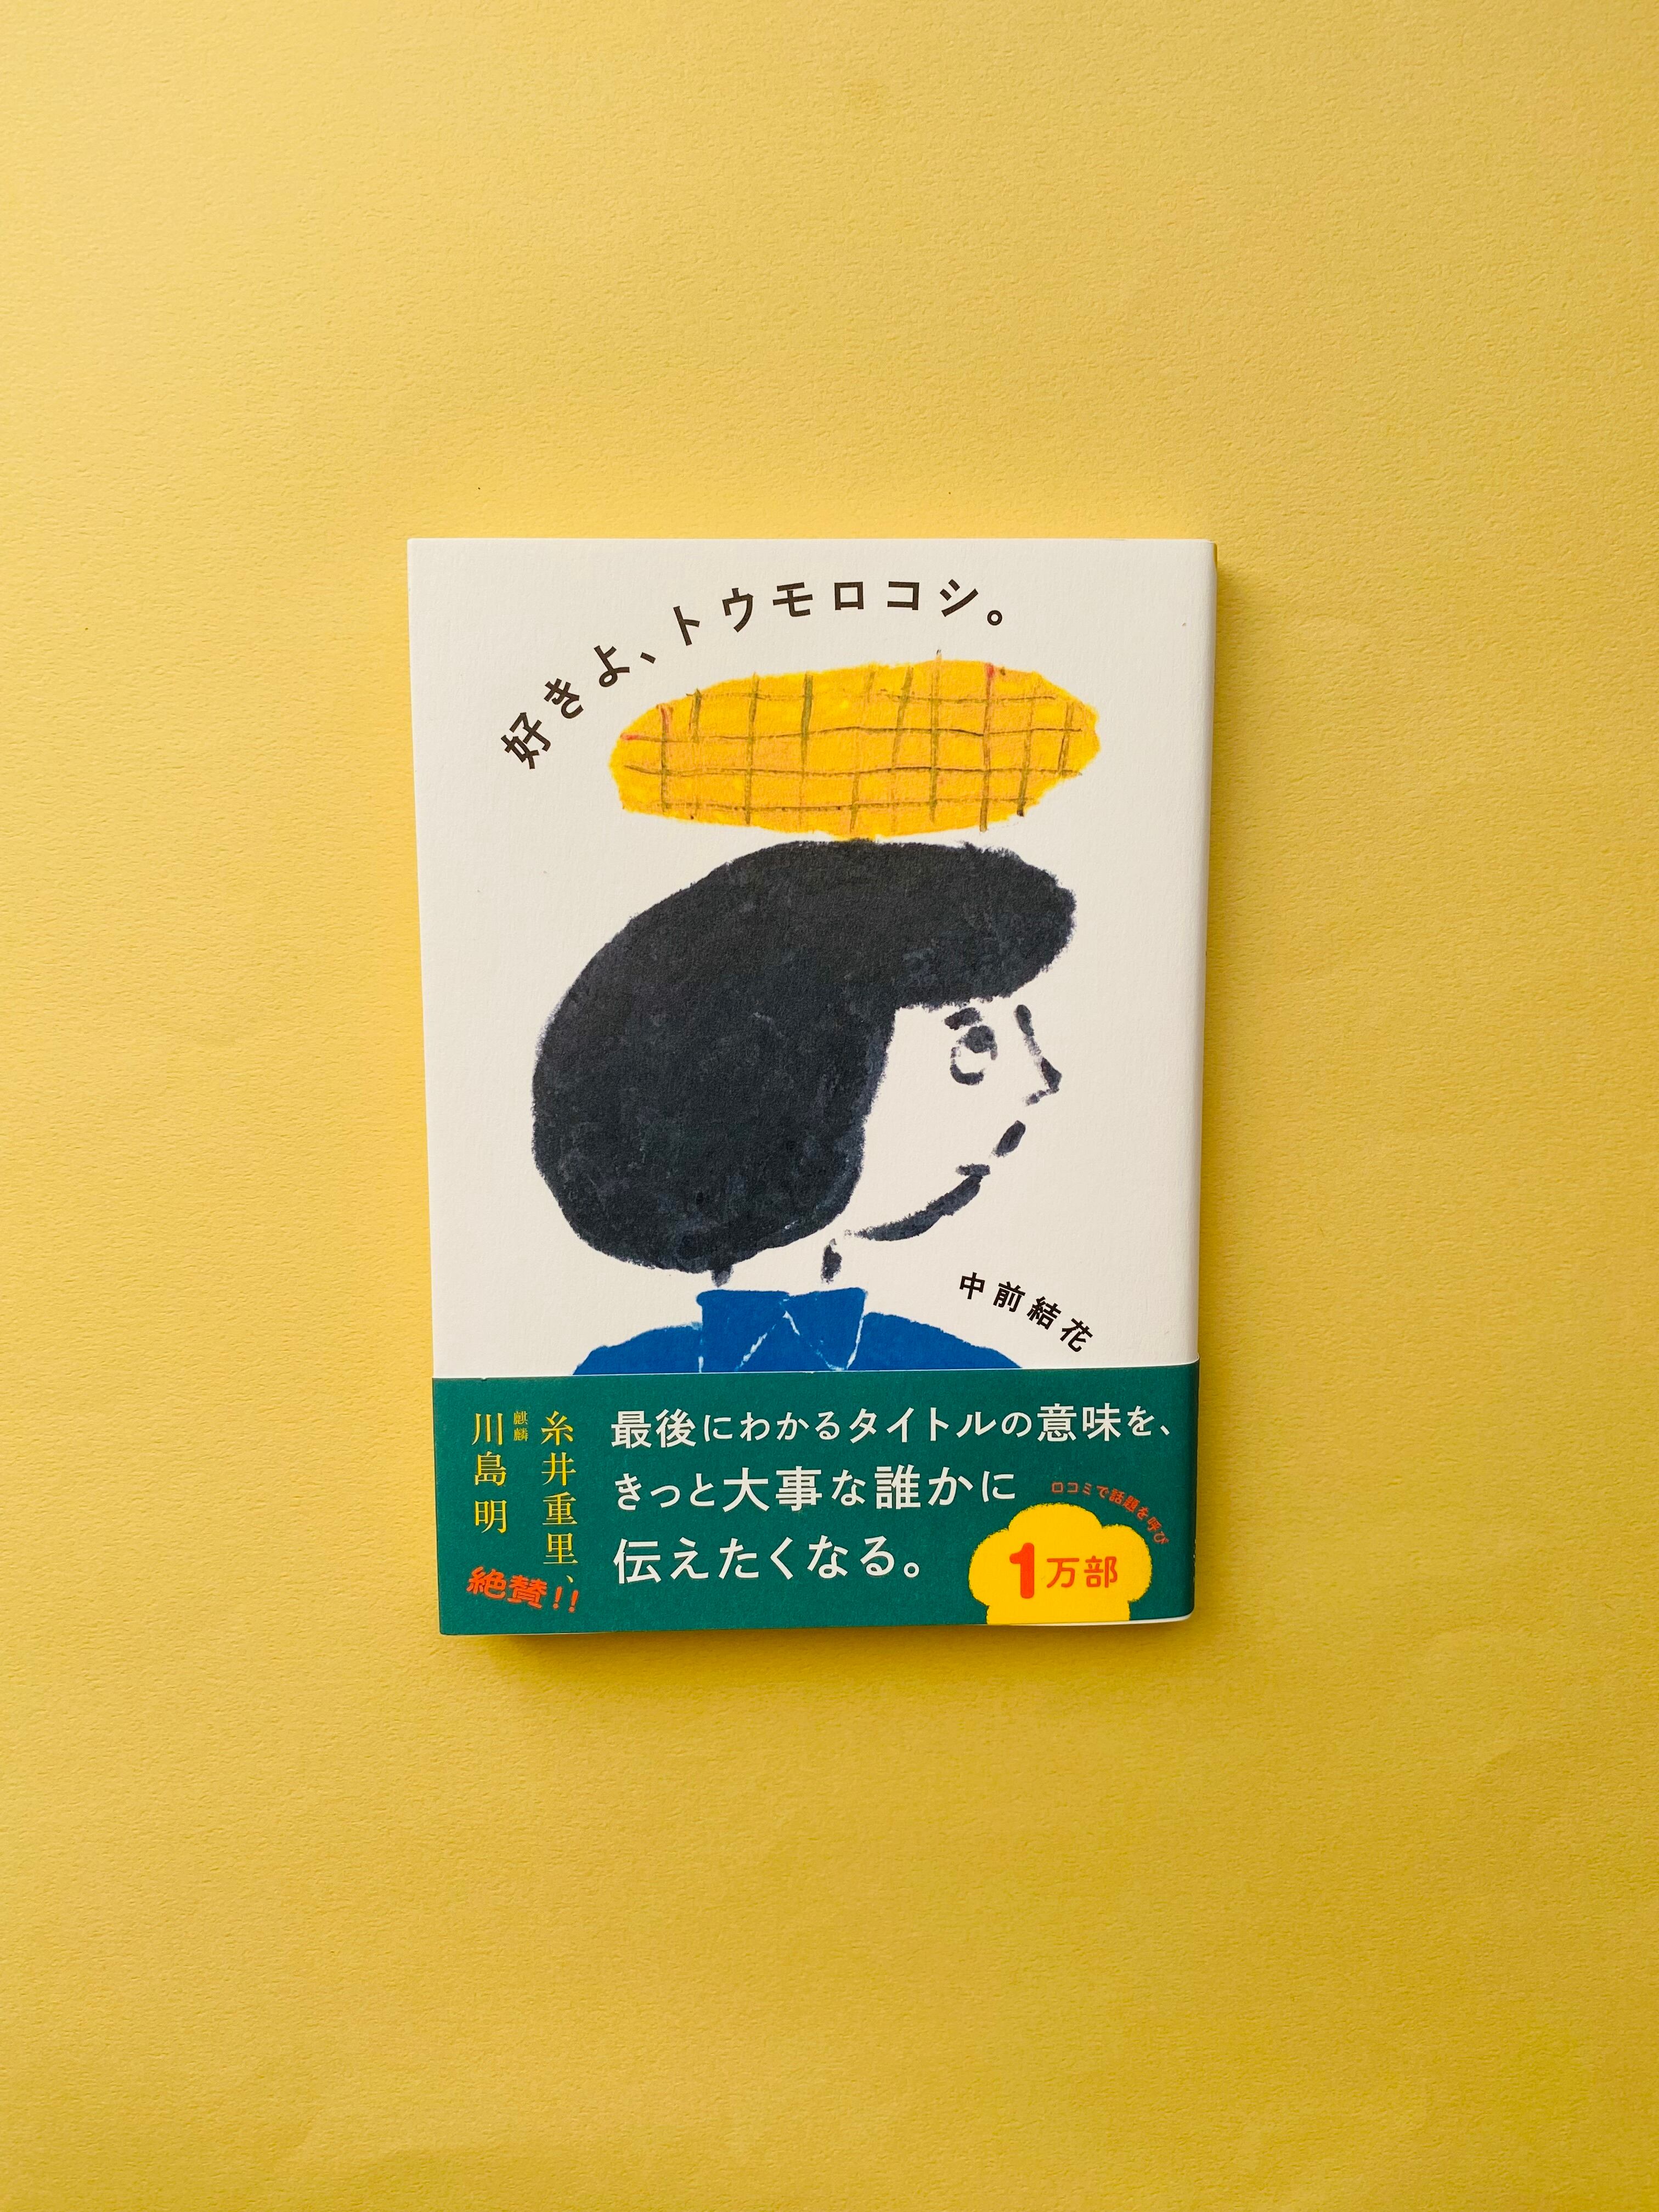 好きよ、トウモロコシ。
中前結花
最後にわかるタイトルの意味を、
きっと大事な誰かに
伝えたくなる。
糸井重里、
麒麟
川島明
絶賛!!
口コミで話題を呼び
1万部